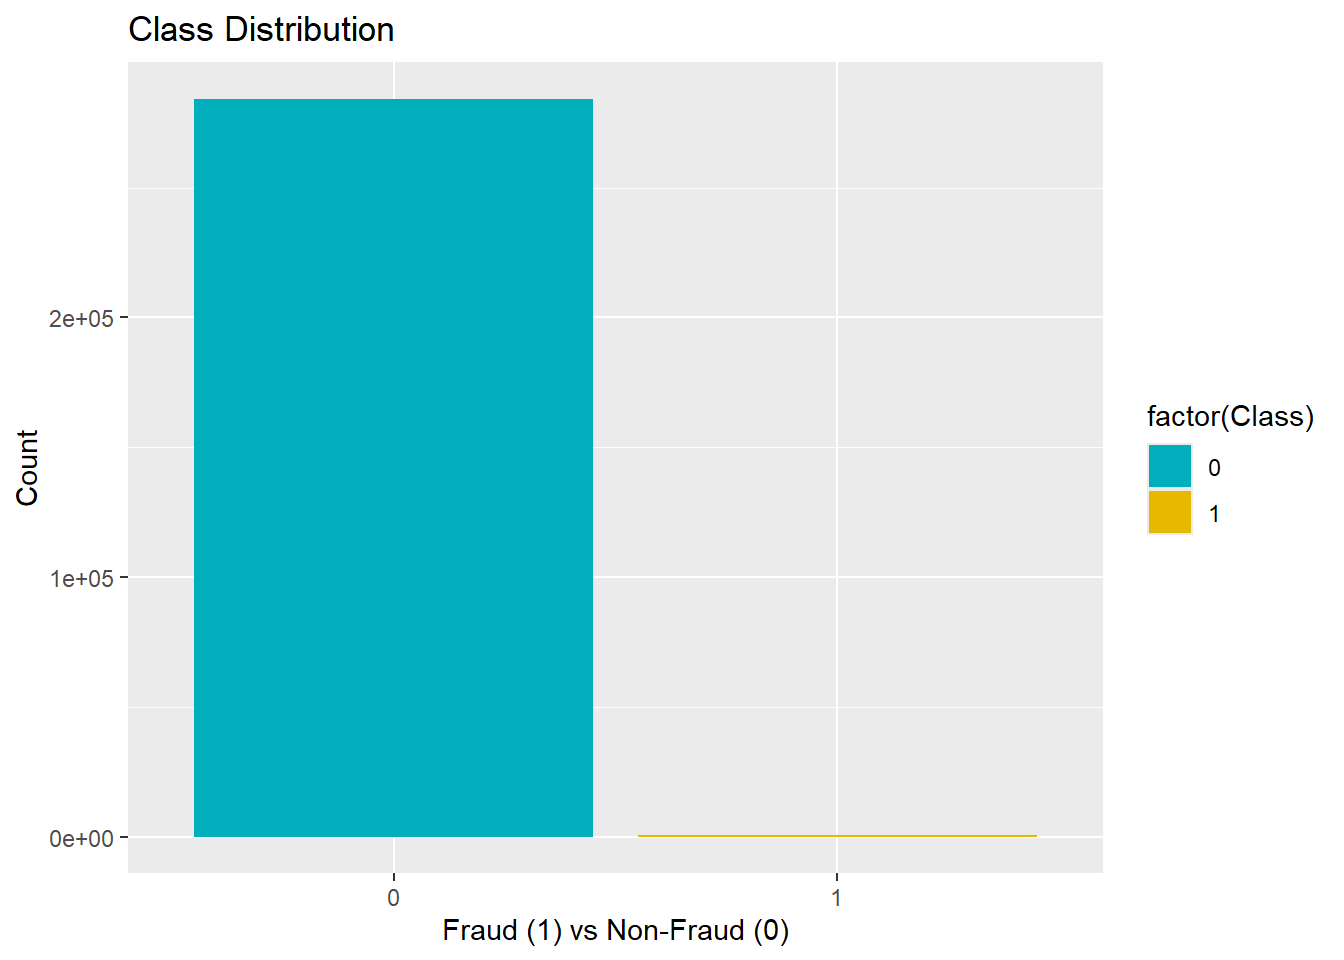 Class Distribution
Count
2e+05
1e+05
0e+00
0
1
Fraud (1) vs Non-Fraud (0)
factor(Class)
0
1